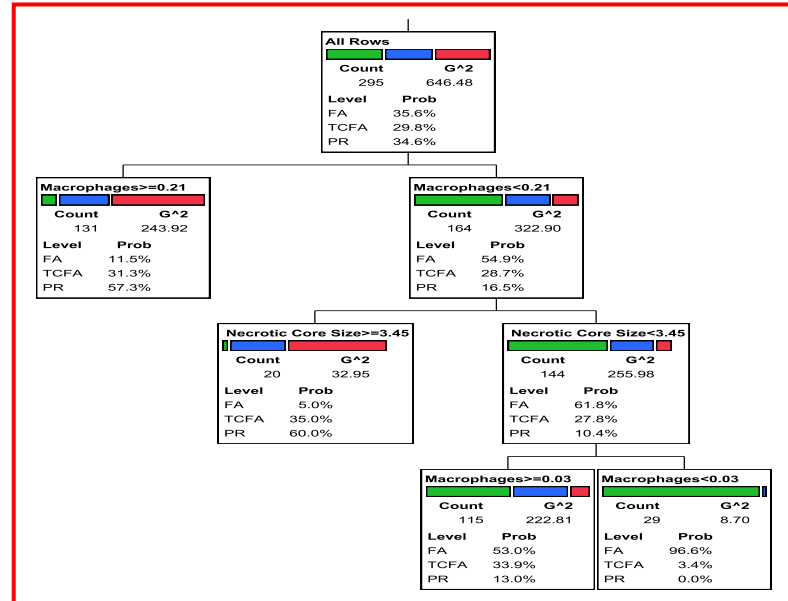 All Rows
Count G^2
295 646.48
Level Prob
FA 35.6%
TCFA 29.8%
PR 34.6%
Macrophages>=0.21
Count G^2
131 243.92
Level Prob
FA 11.5%
TCFA 31.3%
PR 57.3%
Macrophages<0.21
Count G^2
164 322.90
Level Prob
FA 54.9%
TCFA 28.7%
PR 16.5%
Necrotic Core Size>=3.45
Count G^2
20 32.95
Level Prob
FA 5.0%
TCFA 35.0%
PR 60.0%
Necrotic Core Size<3.45
Count G^2
144 255.98
Level Prob
FA 61.8%
TCFA 27.8%
PR 10.4%
Macrophages>=0.03
Count G^2
115 222.81
Level Prob
FA 53.0%
TCFA 33.9%
PR 13.0%
Macrophages<0.03
Count G^2
29 8.70
Level Prob
FA 96.6%
TCFA 3.4%
PR 0.0%